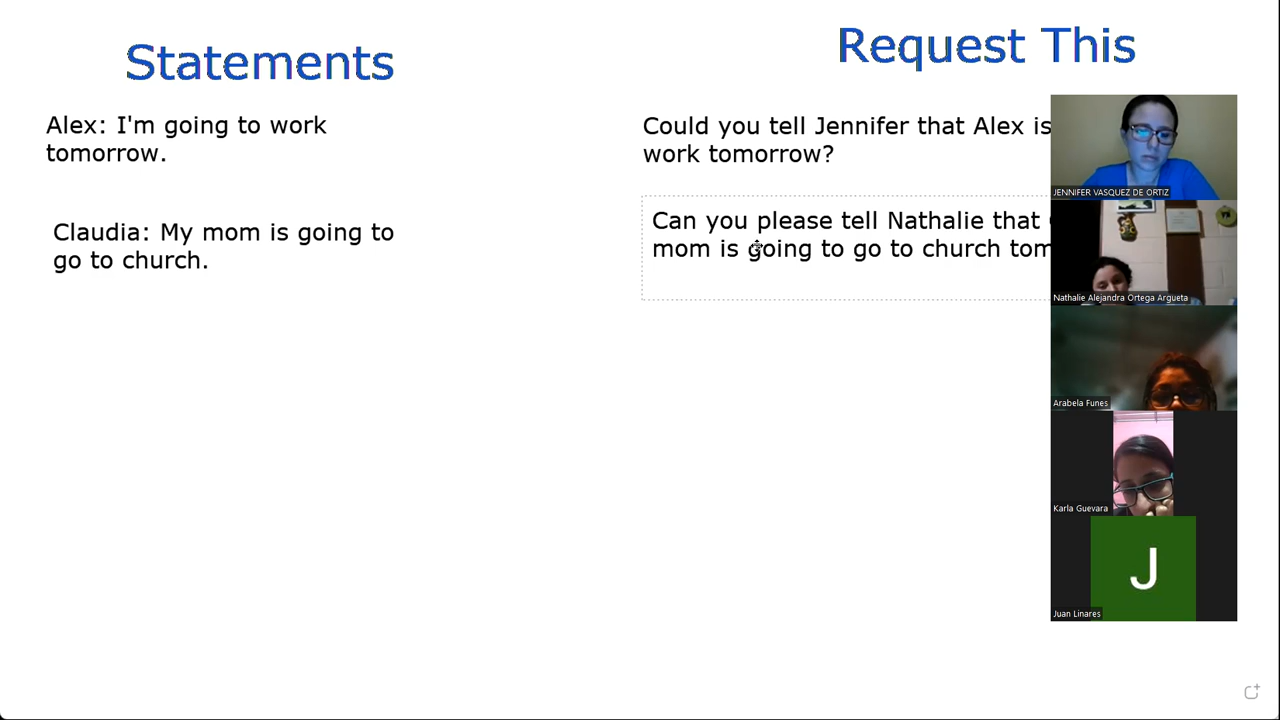 Statements
Request This
Alex: I'm going to work
tomorrow.
Could you tell Jennifer that Alex is
work tomorrow?
Claudia: My mom is going to
go to church.
Can you please tell Nathalie that
mom is going to go to church tom
JENNIFER VASQUEZ DE ORTIZ
Nathalie Alejandra Ortega Argueta
Arabela Funes
Karla Guevara
J
Juan Linares